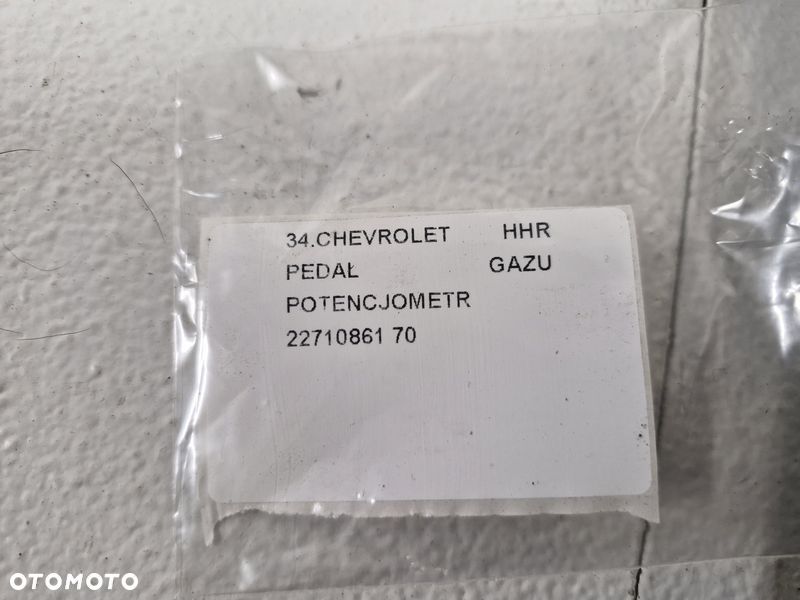 34.CHEVROLET HHR
PEDAŁ GAZU
POTENCJOMETR
22710861 70
OTOMOTO